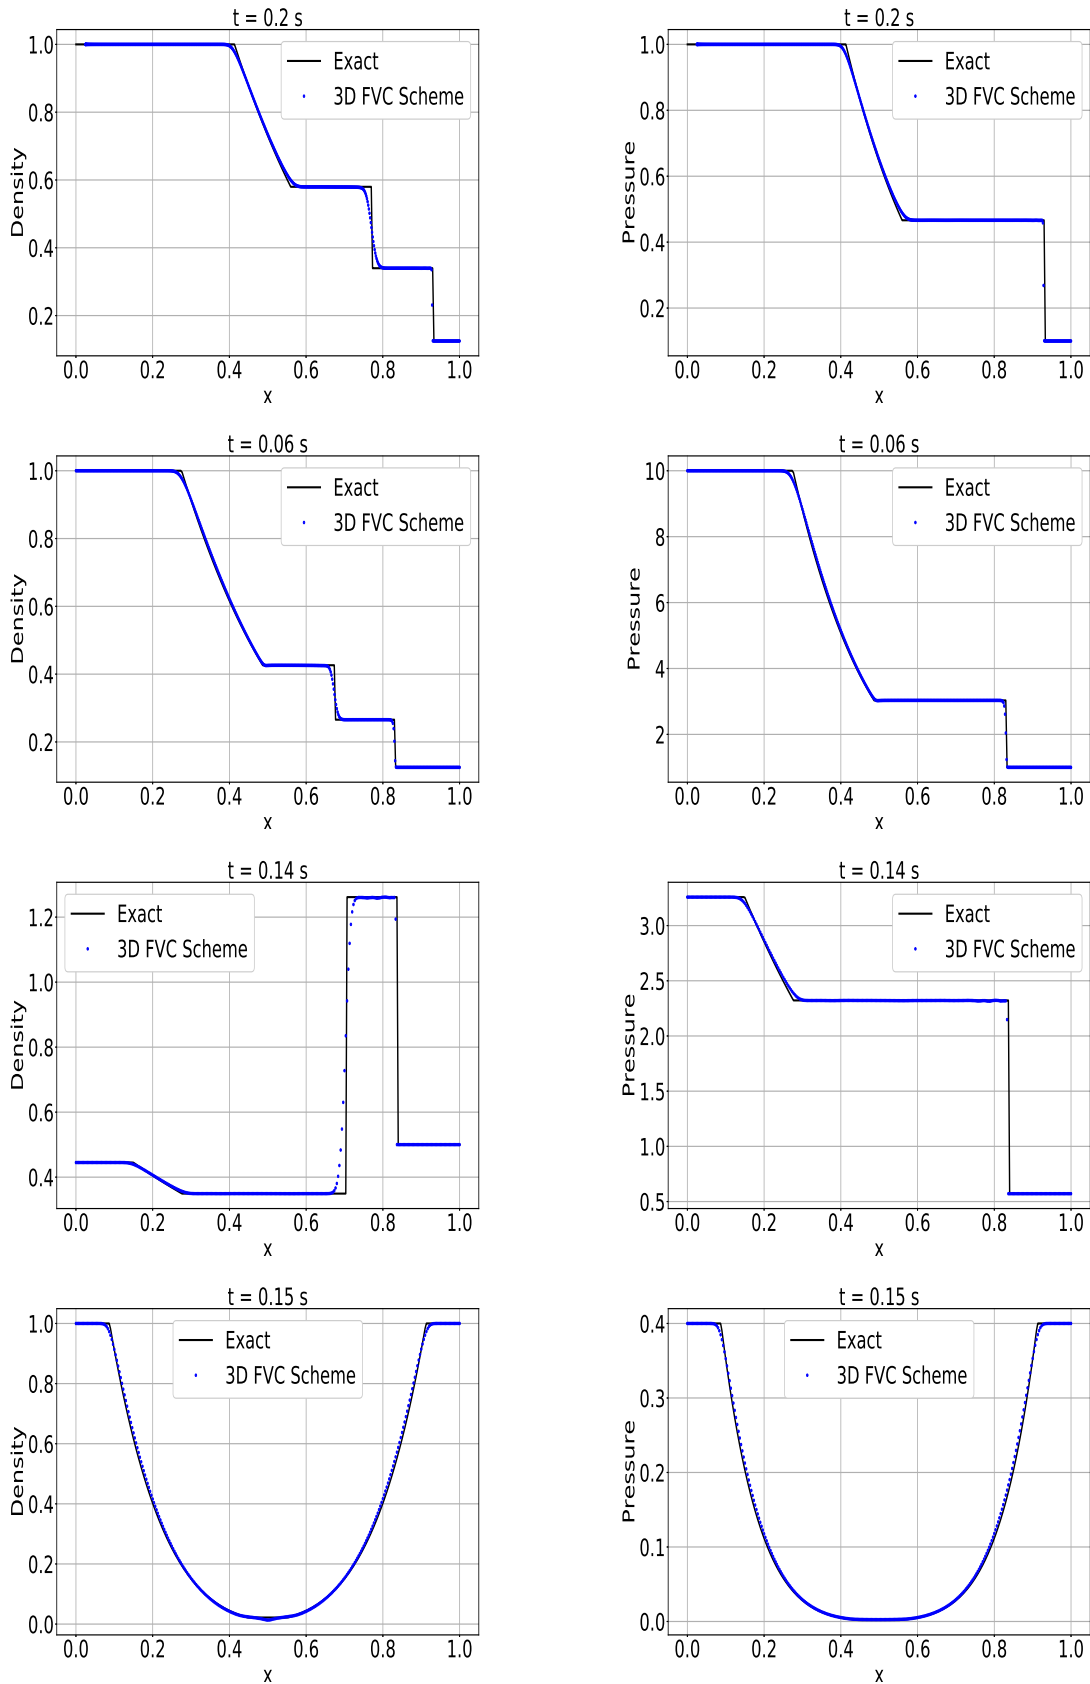 t = 0.2 s
Exact
3D FVC Scheme
Density
1.0
0.8
0.6
0.4
0.2
0.0 0.2 0.4 0.6 0.8 1.0
x
t = 0.2 s
Exact
3D FVC Scheme
Pressure
1.0
0.8
0.6
0.4
0.2
0.0 0.2 0.4 0.6 0.8 1.0
x
t = 0.06 s
Exact
3D FVC Scheme
Density
1.0
0.8
0.6
0.4
0.2
0.0 0.2 0.4 0.6 0.8 1.0
x
t = 0.06 s
Exact
3D FVC Scheme
Pressure
10
8
6
4
2
0.0 0.2 0.4 0.6 0.8 1.0
x
t = 0.14 s
Exact
3D FVC Scheme
Density
1.2
1.0
0.8
0.6
0.4
0.0 0.2 0.4 0.6 0.8 1.0
x
t = 0.14 s
Exact
3D FVC Scheme
Pressure
3.0
2.5
2.0
1.5
1.0
0.5
0.0 0.2 0.4 0.6 0.8 1.0
x
t = 0.15 s
Exact
3D FVC Scheme
Density
1.0
0.8
0.6
0.4
0.2
0.0
0.0 0.2 0.4 0.6 0.8 1.0
x
t = 0.15 s
Exact
3D FVC Scheme
Pressure
0.4
0.3
0.2
0.1
0.0
0.0 0.2 0.4 0.6 0.8 1.0
x